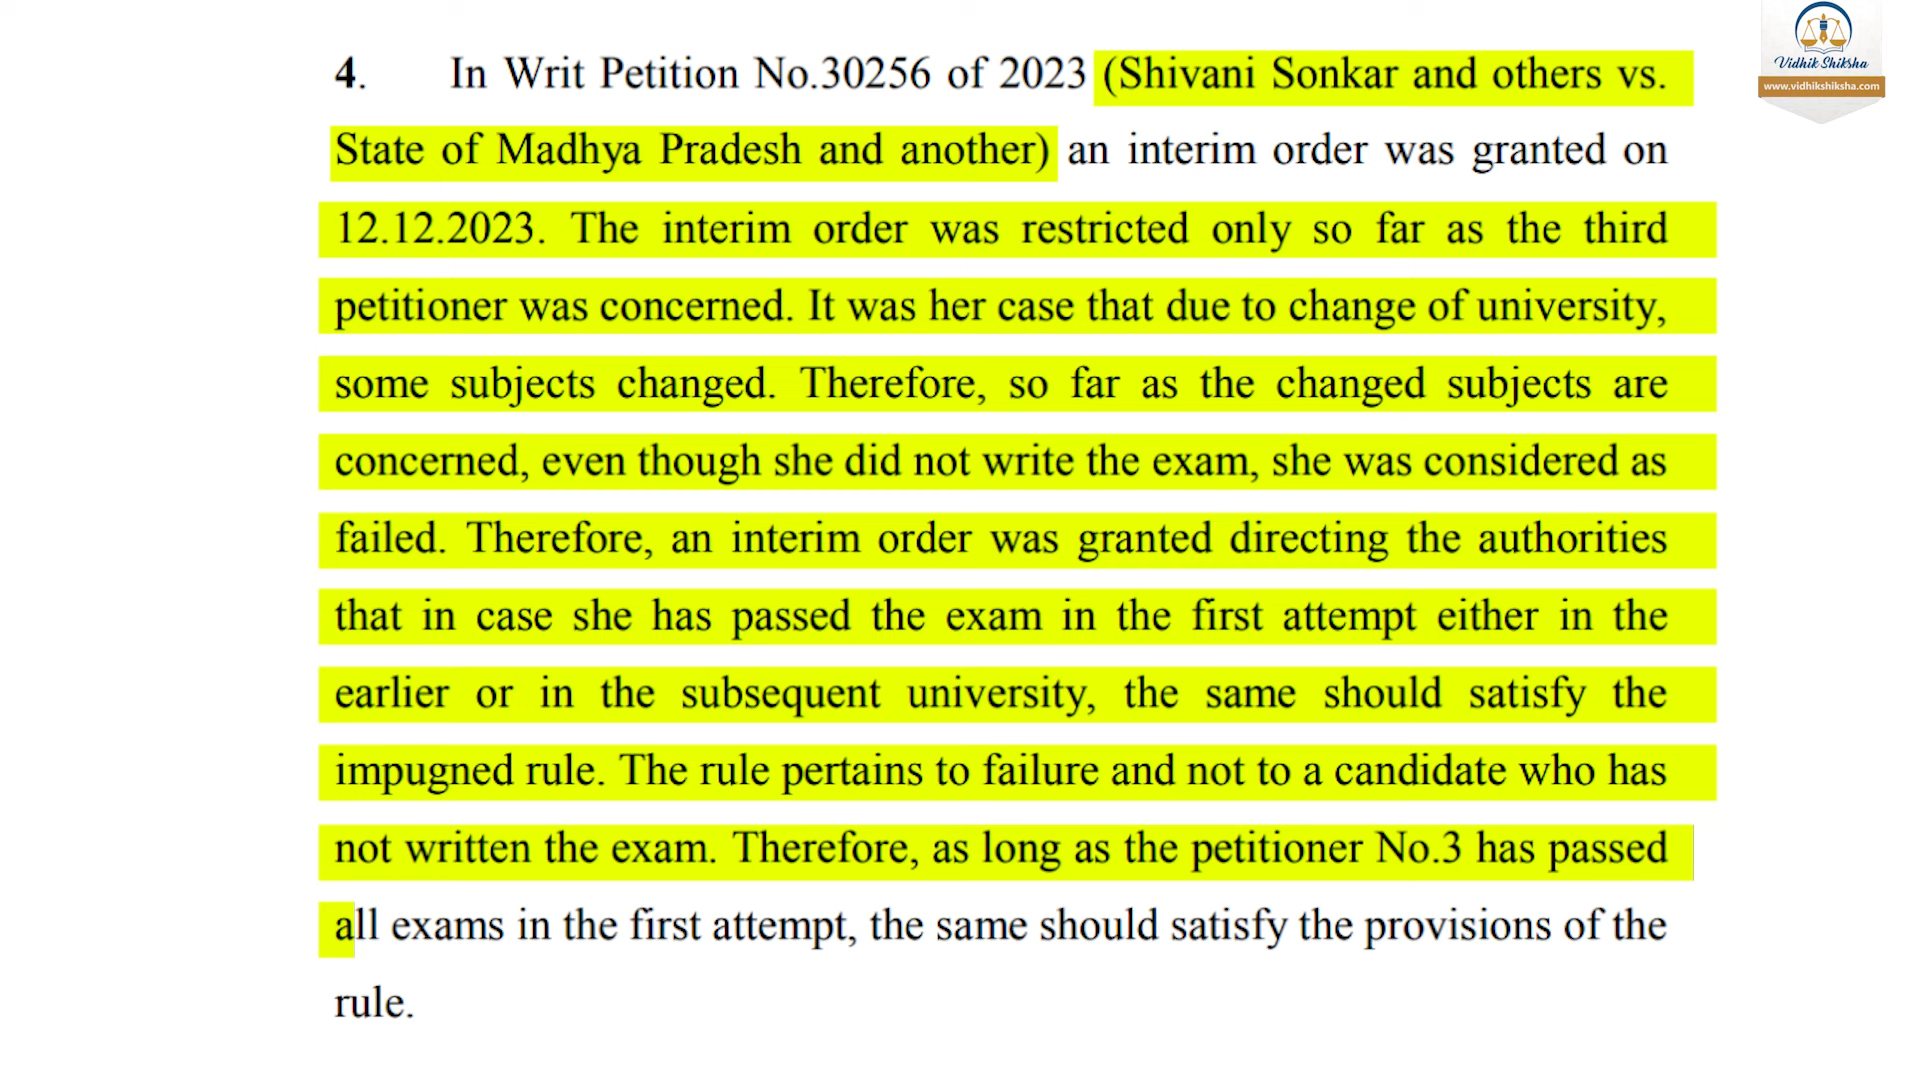 Vidhik Shiksha
www.vidhikshiksha.com
4. In Writ Petition No.30256 of 2023 (Shivani Sonkar and others vs.
State of Madhya Pradesh and another) an interim order was granted on
12.12.2023. The interim order was restricted only so far as the third
petitioner was concerned. It was her case that due to change of university,
some subjects changed. Therefore, so far as the changed subjects are
concerned, even though she did not write the exam, she was considered as
failed. Therefore, an interim order was granted directing the authorities
that in case she has passed the exam in the first attempt either in the
earlier or in the subsequent university, the same should satisfy the
impugned rule. The rule pertains to failure and not to a candidate who has
not written the exam. Therefore, as long as the petitioner No.3 has passed
all exams in the first attempt, the same should satisfy the provisions of the
rule.